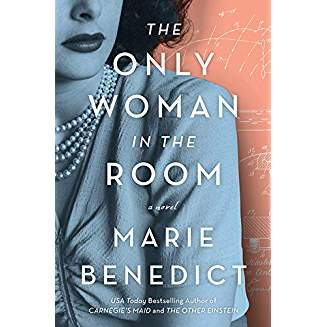 THE
ONLY
WOMAN
IN THE
ROOM
a novel
MARIE
BENEDICT
USA Today Bestselling Author of
CARNEGIE'S MAID and THE OTHER EINSTEIN